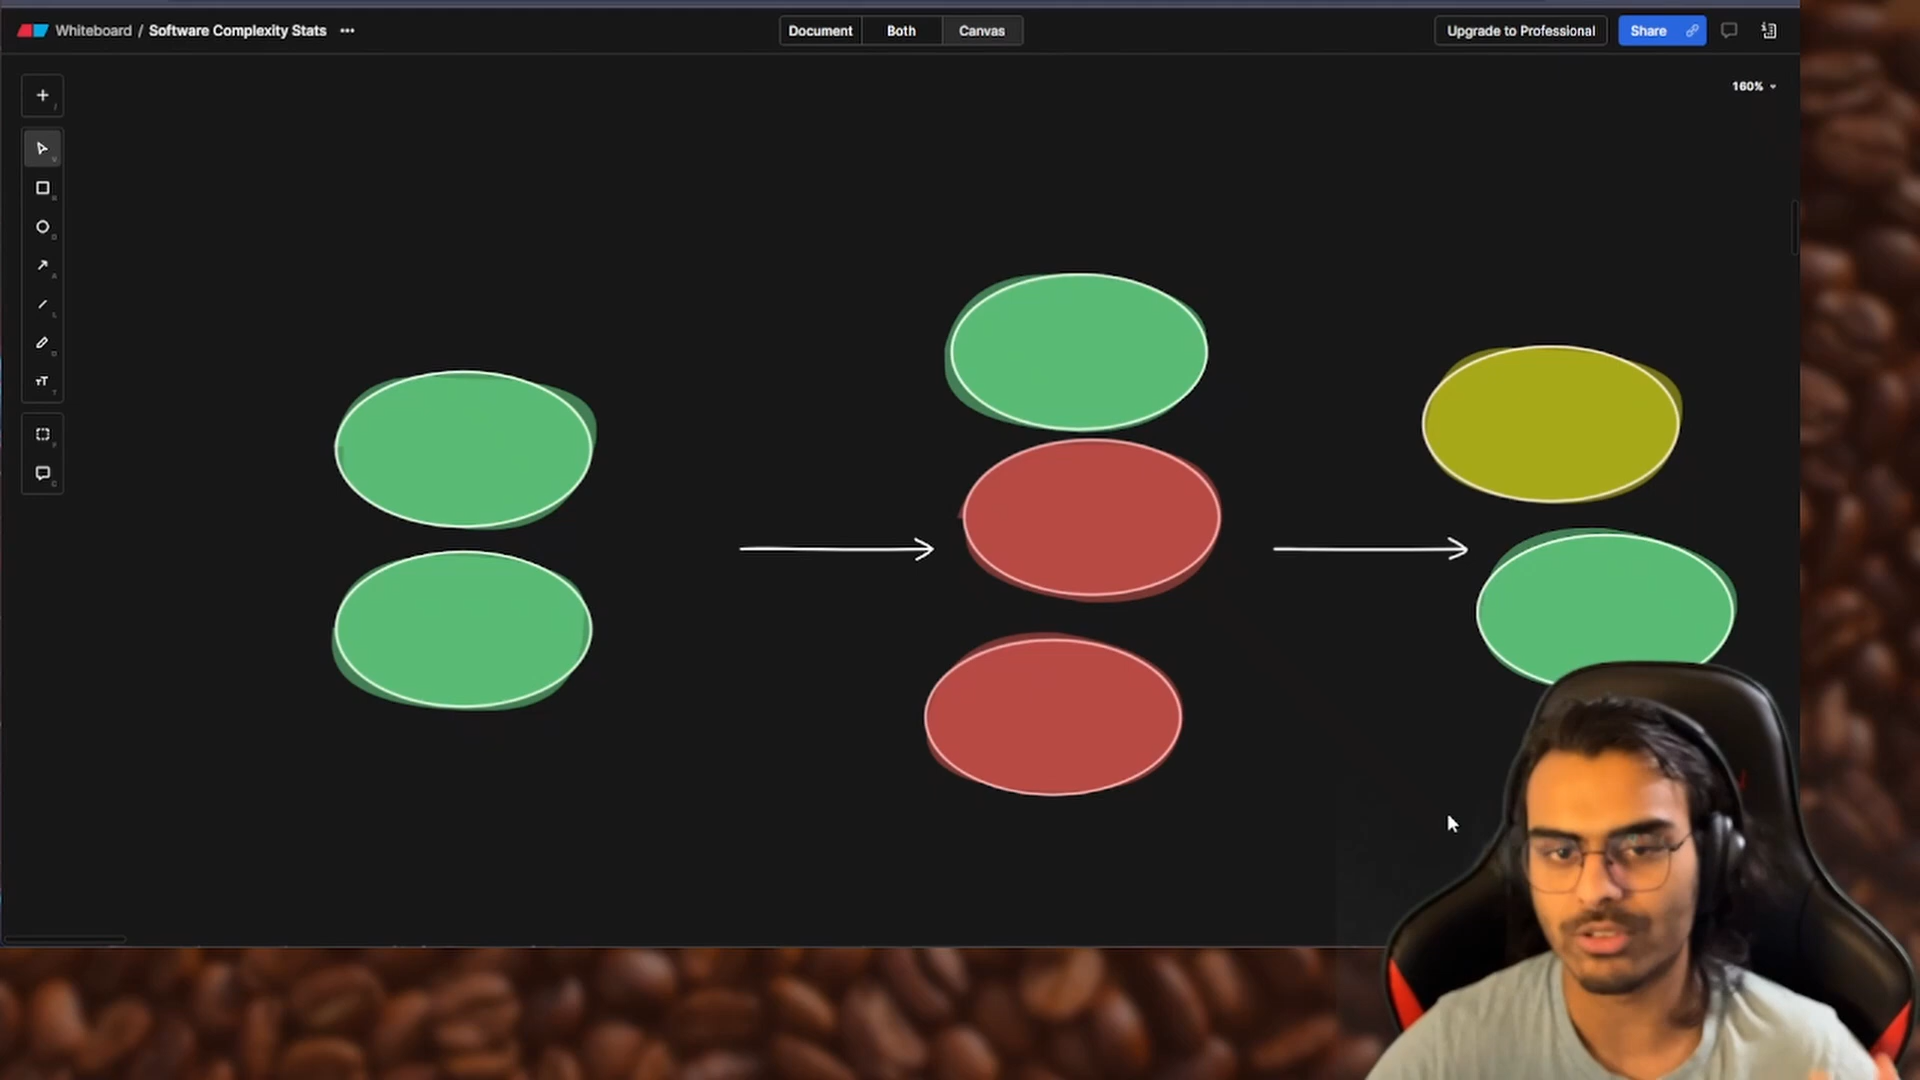 Whiteboard / Software Complexity Stats
Document Both Canvas
Upgrade to Professional Share
160%